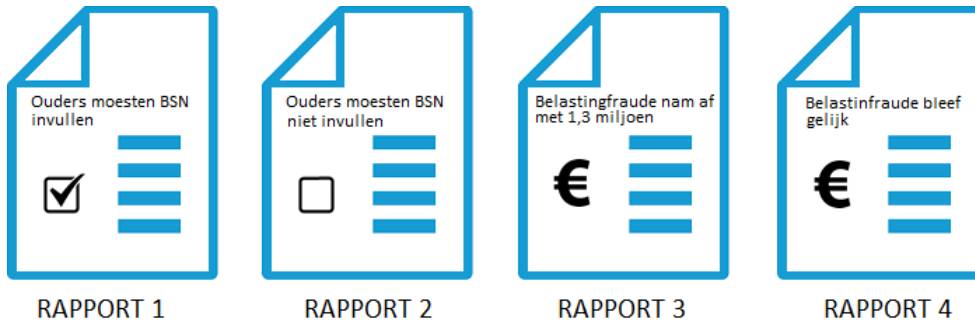 Ouders moesten BSN
invullen
Ouders moesten BSN
niet invullen
Belastingfraude nam af
met 1,3 miljoen
Belastinfraude bleef
gelijk
€
€
RAPPORT 1
RAPPORT 2
RAPPORT 3
RAPPORT 4